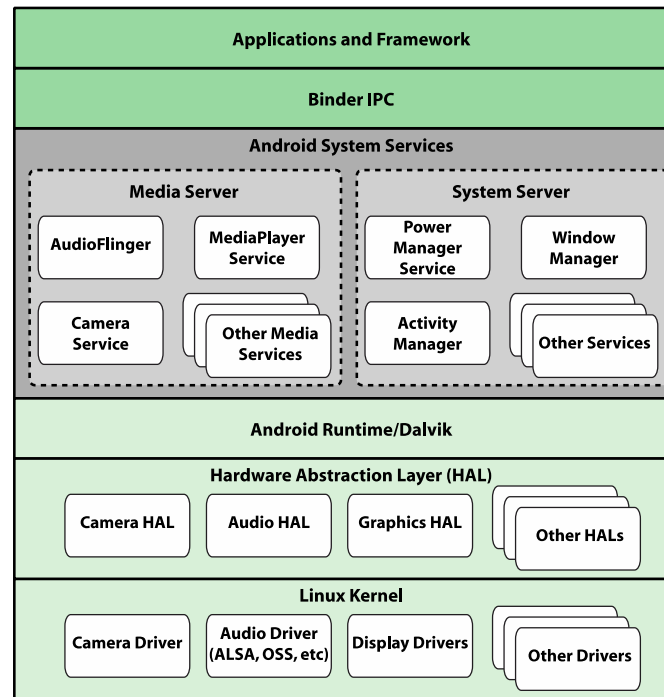 Applications and Framework
Binder IPC
Android System Services
Media Server
AudioFlinger
MediaPlayer
Service
Camera
Service
Other Media
Services
System Server
Power
Manager
Service
Window
Manager
Activity
Manager
Other Services
Android Runtime/Dalvik
Hardware Abstraction Layer (HAL)
Camera HAL
Audio HAL
Graphics HAL
Other HALs
Linux Kernel
Camera Driver
Audio Driver
(ALSA, OSS, etc)
Display Drivers
Other Drivers